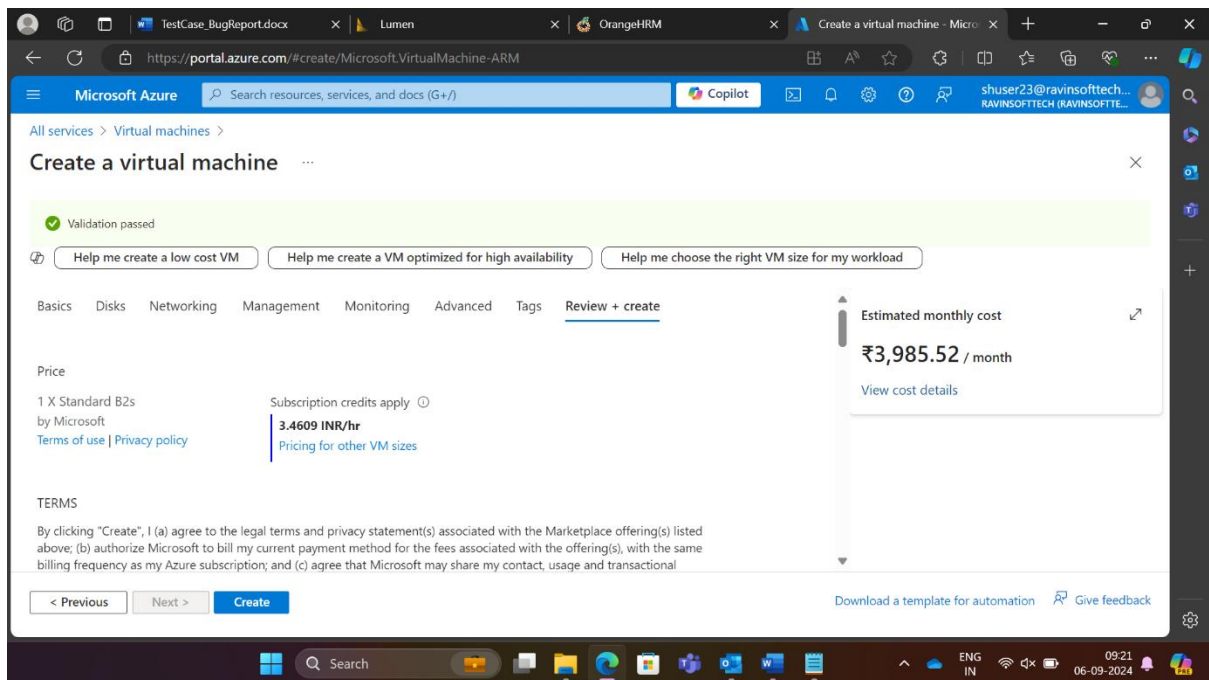 TestCase_BugReport.docx
Lumen
OrangeHRM
Create a virtual machine - Micro
https://portal.azure.com/#create/Microsoft.VirtualMachine-ARM
Microsoft Azure
Search resources, services, and docs (G+/)
Copilot
shuser23@ravinsofttech...
RAVINSOFTTECH (RAVINSOFTTE...
All services > Virtual machines >
Create a virtual machine ...
Validation passed
Help me create a low cost VM
Help me create a VM optimized for high availability
Help me choose the right VM size for my workload
Basics Disks Networking Management Monitoring Advanced Tags Review + create
Price
1 X Standard B2s
by Microsoft
Terms of use | Privacy policy
Subscription credits apply
3.4609 INR/hr
Pricing for other VM sizes
TERMS
By clicking "Create", I (a) agree to the legal terms and privacy statement(s) associated with the Marketplace offering(s) listed
above; (b) authorize Microsoft to bill my current payment method for the fees associated with the offering(s), with the same
billing frequency as my Azure subscription; and (c) agree that Microsoft may share my contact, usage and transactional
Estimated monthly cost
₹3,985.52 / month
View cost details
< Previous
Next >
Create
Download a template for automation
Give feedback
Search
ENG
IN
09:21
06-09-2024
PRE